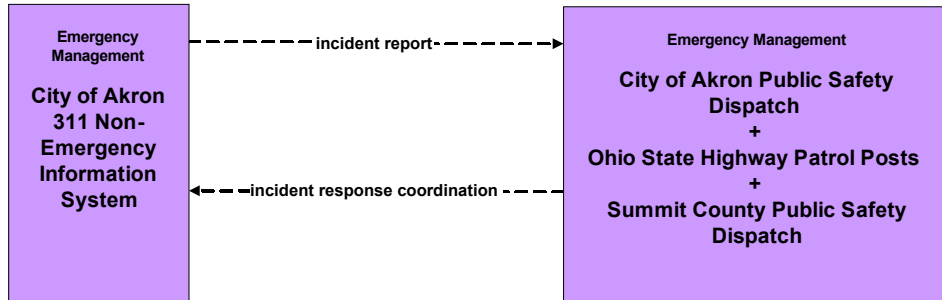 Emergency
Management
City of Akron
311 Non-
Emergency
Information
System
incident report
incident response coordination
Emergency Management
City of Akron Public Safety
Dispatch
+
Ohio State Highway Patrol Posts
+
Summit County Public Safety
Dispatch